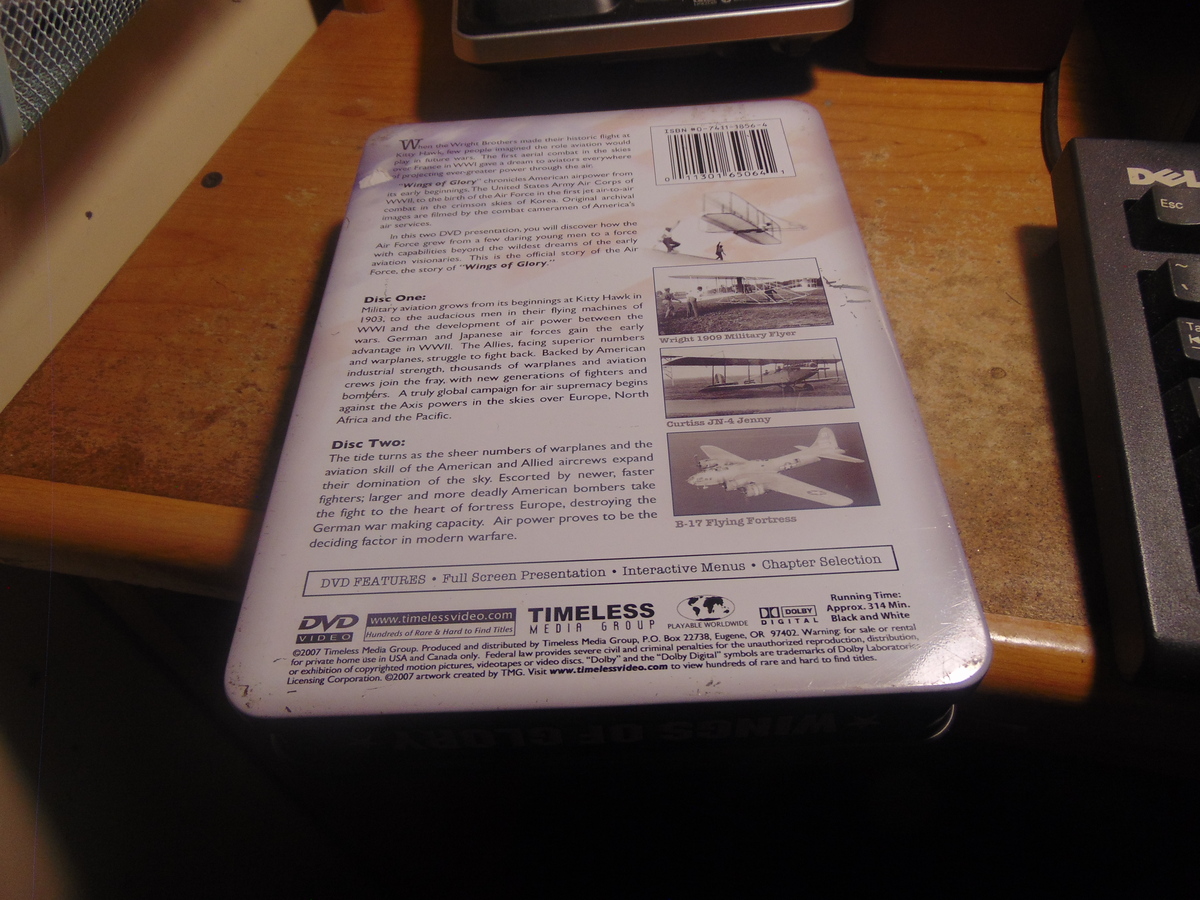 When the Wright Brothers made their historic flight at
Kitty Hawk, few people imagined the role aviation would
play in future wars. The first aerial combat in the skies
over France in WWI gave a dream to aviators everywhere
of projecting ever-greater power through the air.
"Wings of Glory" chronicles American airpower from
its early beginnings, The United States Army Air Corps of
WWII, to the birth of the Air Force in the first jet air-to-air
combat in the crimson skies of Korea. Original archival
images are filmed by the combat cameramen of America's
air services.
In this two DVD presentation, you will discover how the
Air Force grew from a few daring young men to a force
with capabilities beyond the wildest dreams of the early
aviation visionaries. This is the official story of the Air
Force, the story of "Wings of Glory."
ISBN #0-7411-1856-4
0 11301 65064 1
Disc One:
Military aviation grows from its beginnings at Kitty Hawk in
1903, to the audacious men in their flying machines of
WWI and the development of air power between the
wars. German and Japanese air forces gain the early
advantage in WWII. The Allies, facing superior numbers
and warplanes, struggle to fight back. Backed by American
industrial strength, thousands of warplanes and aviation
crews join the fray, with new generations of fighters and
bombers. A truly global campaign for air supremacy begins
against the Axis powers in the skies over Europe, North
Africa and the Pacific.
Wright 1909 Military Flyer
Curtiss JN-4 Jenny
Disc Two:
The tide turns as the sheer numbers of warplanes and the
aviation skill of the American and Allied aircrews expand
their domination of the sky. Escorted by newer, faster
fighters; larger and more deadly American bombers take
the fight to the heart of fortress Europe, destroying the
German war making capacity. Air power proves to be the
deciding factor in modern warfare.
B-17 Flying Fortress
DVD FEATURES • Full Screen Presentation • Interactive Menus • Chapter Selection
DVD
VIDEO
www.timelessvideo.com
Hundreds of Rare & Hard to Find Titles
TIMELESS
MEDIA GROUP
PLAYABLE WORLDWIDE
DOLBY
DIGITAL
Running Time:
Approx. 314 Min.
Black and White
©2007 Timeless Media Group. Produced and distributed by Timeless Media Group, P.O. Box 22738, Eugene, OR 97402. Warning: for sale or rental
for private home use in USA and Canada only. Federal law provides severe civil and criminal penalties for the unauthorized reproduction, distribution,
or exhibition of copyrighted motion pictures, videotapes or video discs. "Dolby" and the "Double D" symbols are trademarks of Dolby Laboratories
Licensing Corporation. ©2007 artwork created by TMG. Visit www.timelessvideo.com to view hundreds of rare and hard to find titles.
WINGS OF GLORY
DELL
Esc
~
Ta